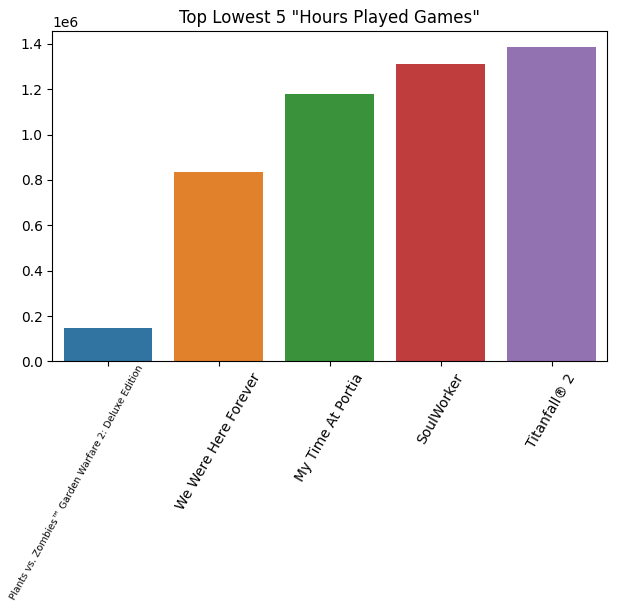 Top Lowest 5 "Hours Played Games"
1e6
1.4
1.2
1.0
0.8
0.6
0.4
0.2
0.0
Plants vs. Zombies™ Garden Warfare 2: Deluxe Edition
We Were Here Forever
My Time At Portia
SoulWorker
Titanfall® 2